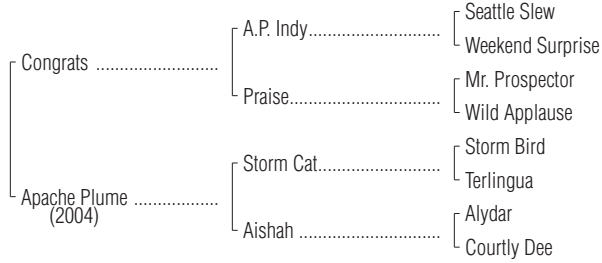 Seattle Slew
A.P. Indy..................................
Weekend Surprise
Congrats ................................
Mr. Prospector
Praise.......................................
Wild Applause
Storm Bird
Storm Cat................................
Terlingua
Apache Plume ......................
(2004)
Alydar
Aishah ....................................
Courtly Dee